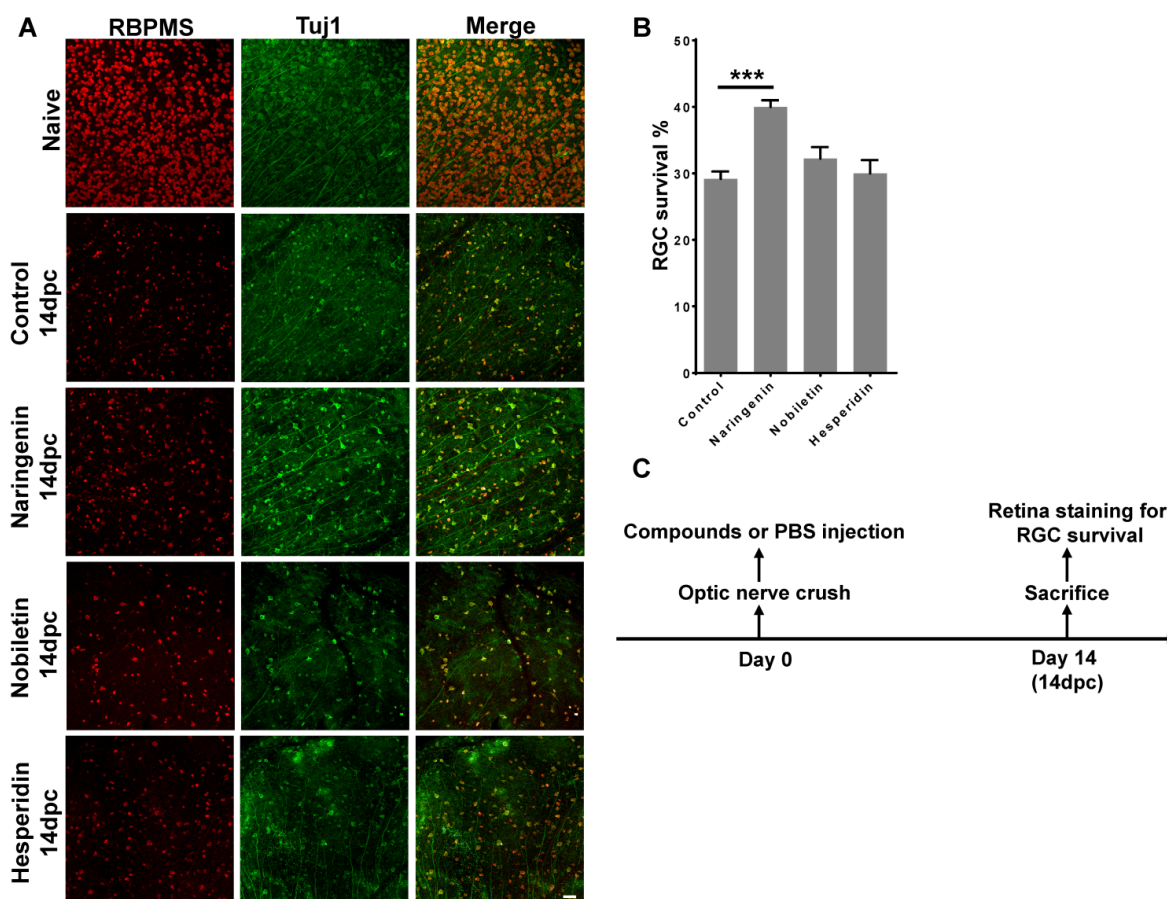 A
RBPMS
Tuj1
Merge
Naive
Control
14dpc
Naringenin
14dpc
Nobiletin
14dpc
Hesperidin
14dpc
B
RGC survival %
50
40
30
20
10
0
***
Control
Naringenin
Nobiletin
Hesperidin
C
Compounds or PBS injection
Optic nerve crush
Day 0
Retina staining for
RGC survival
Sacrifice
Day 14
(14dpc)